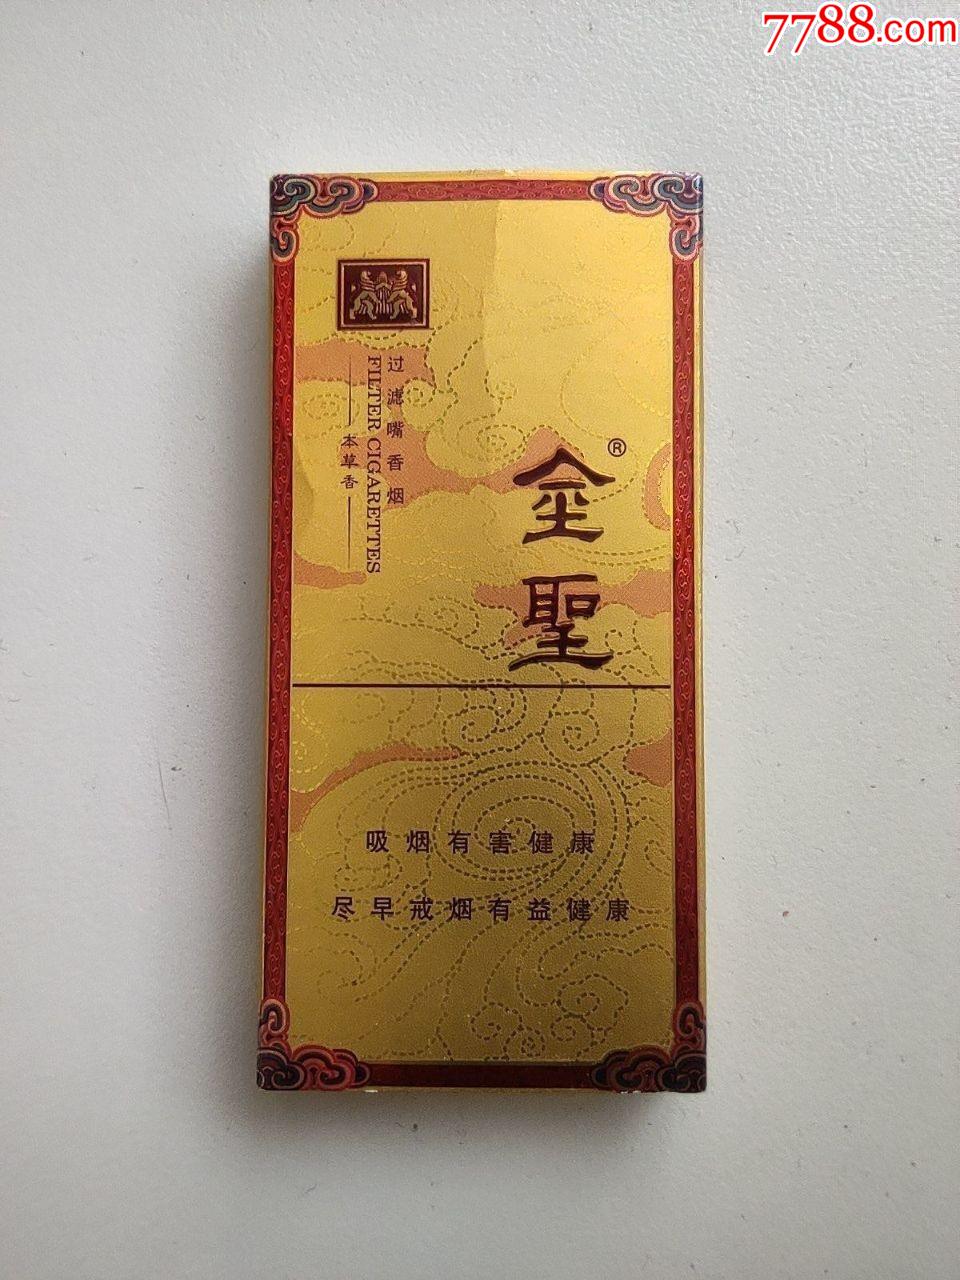 7788.com
过滤嘴香烟
FILTER CIGARETTES
本草香
金聖®
吸烟有害健康
尽早戒烟有益健康